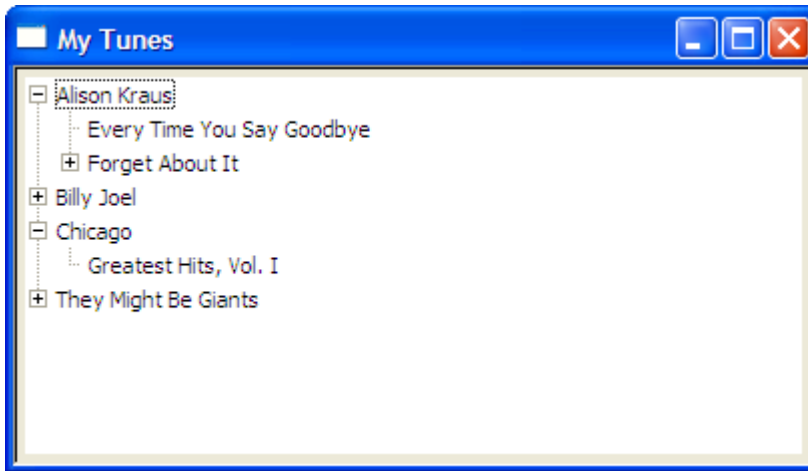 My Tunes
Alison Kraus
Every Time You Say Goodbye
Forget About It
Billy Joel
Chicago
Greatest Hits, Vol. I
They Might Be Giants